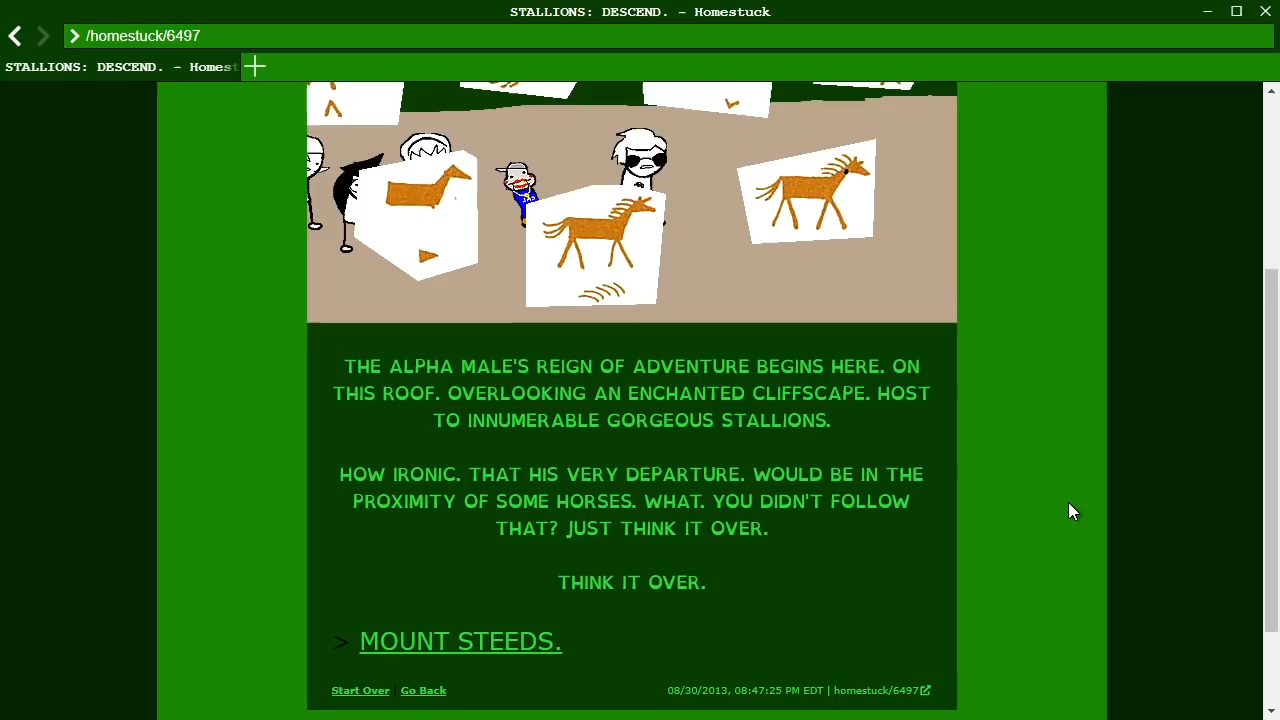 STALLIONS: DESCEND. - Homestuck
/homestuck/6497
STALLIONS: DESCEND. - Homest
THE ALPHA MALE'S REIGN OF ADVENTURE BEGINS HERE. ON
THIS ROOF. OVERLOOKING AN ENCHANTED CLIFFSCAPE. HOST
TO INNUMERABLE GORGEOUS STALLIONS.
HOW IRONIC. THAT HIS VERY DEPARTURE. WOULD BE IN THE
PROXIMITY OF SOME HORSES. WHAT. YOU DIDN'T FOLLOW
THAT? JUST THINK IT OVER.
THINK IT OVER.
> MOUNT STEEDS.
Start Over | Go Back
08/30/2013, 08:47:25 PM EDT | homestuck/6497